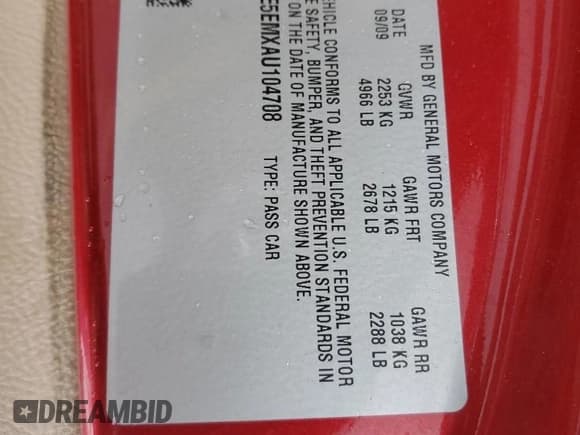 MFD BY GENERAL MOTORS COMPANY
DATE GVWR GAWR FRT GAWR RR
09/09 2253 KG 1215 KG 1038 KG
4966 LB 2678 LB 2288 LB
EHICLE CONFORMS TO ALL APPLICABLE U.S. FEDERAL MOTOR
E SAFETY, BUMPER, AND THEFT PREVENTION STANDARDS IN
ON THE DATE OF MANUFACTURE SHOWN ABOVE.
E5EMXAU104708 TYPE: PASS CAR
DREAMBID